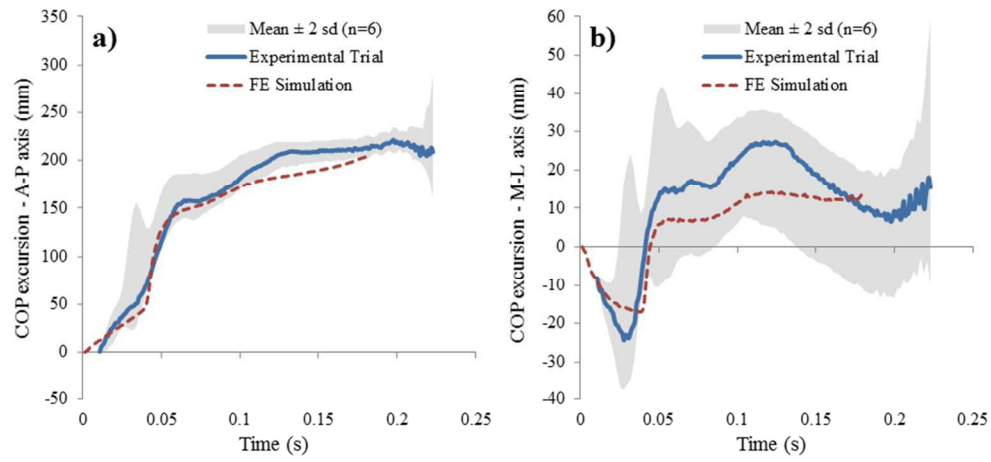 a)
Mean ± 2 sd (n=6)
Experimental Trial
FE Simulation
COP excursion - A-P axis (mm)
350
300
250
200
150
100
50
0
-50
0
0.05
0.1
0.15
0.2
0.25
Time (s)
b)
Mean ± 2 sd (n=6)
Experimental Trial
FE Simulation
COP excursion - M-L axis (mm)
60
50
40
30
20
10
0
-10
-20
-30
-40
0
0.05
0.1
0.15
0.2
0.25
Time (s)